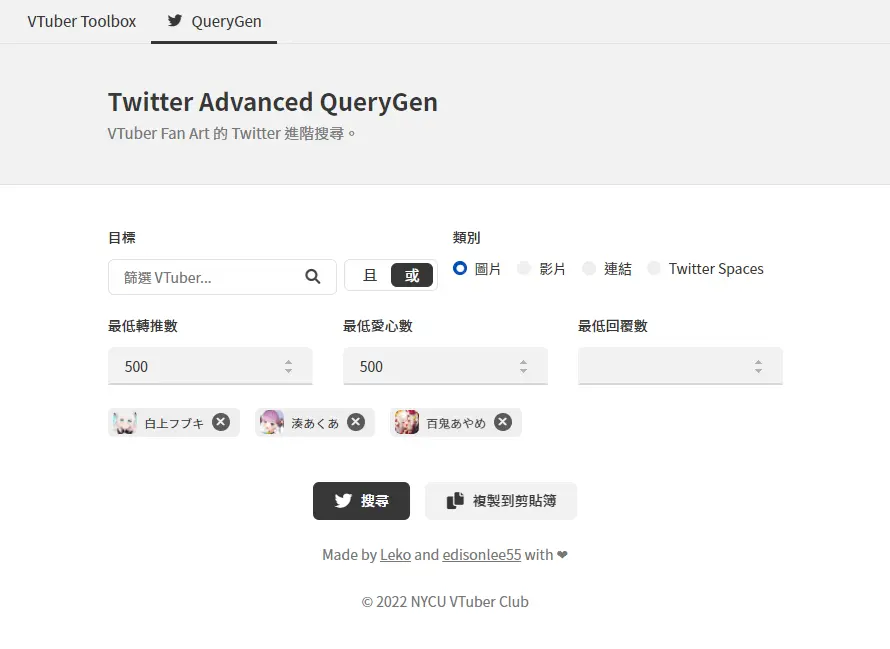 VTuber Toolbox QueryGen
Twitter Advanced QueryGen
VTuber Fan Art 的 Twitter 進階搜尋。
目標 類別
篩選 VTuber... 且 或 圖片 影片 連結 Twitter Spaces
最低轉推數 最低愛心數 最低回覆數
500 500
白上フブキ 湊あくあ 百鬼あやめ
搜尋 複製到剪貼簿
Made by Leko and edisonlee55 with ❤
© 2022 NYCU VTuber Club